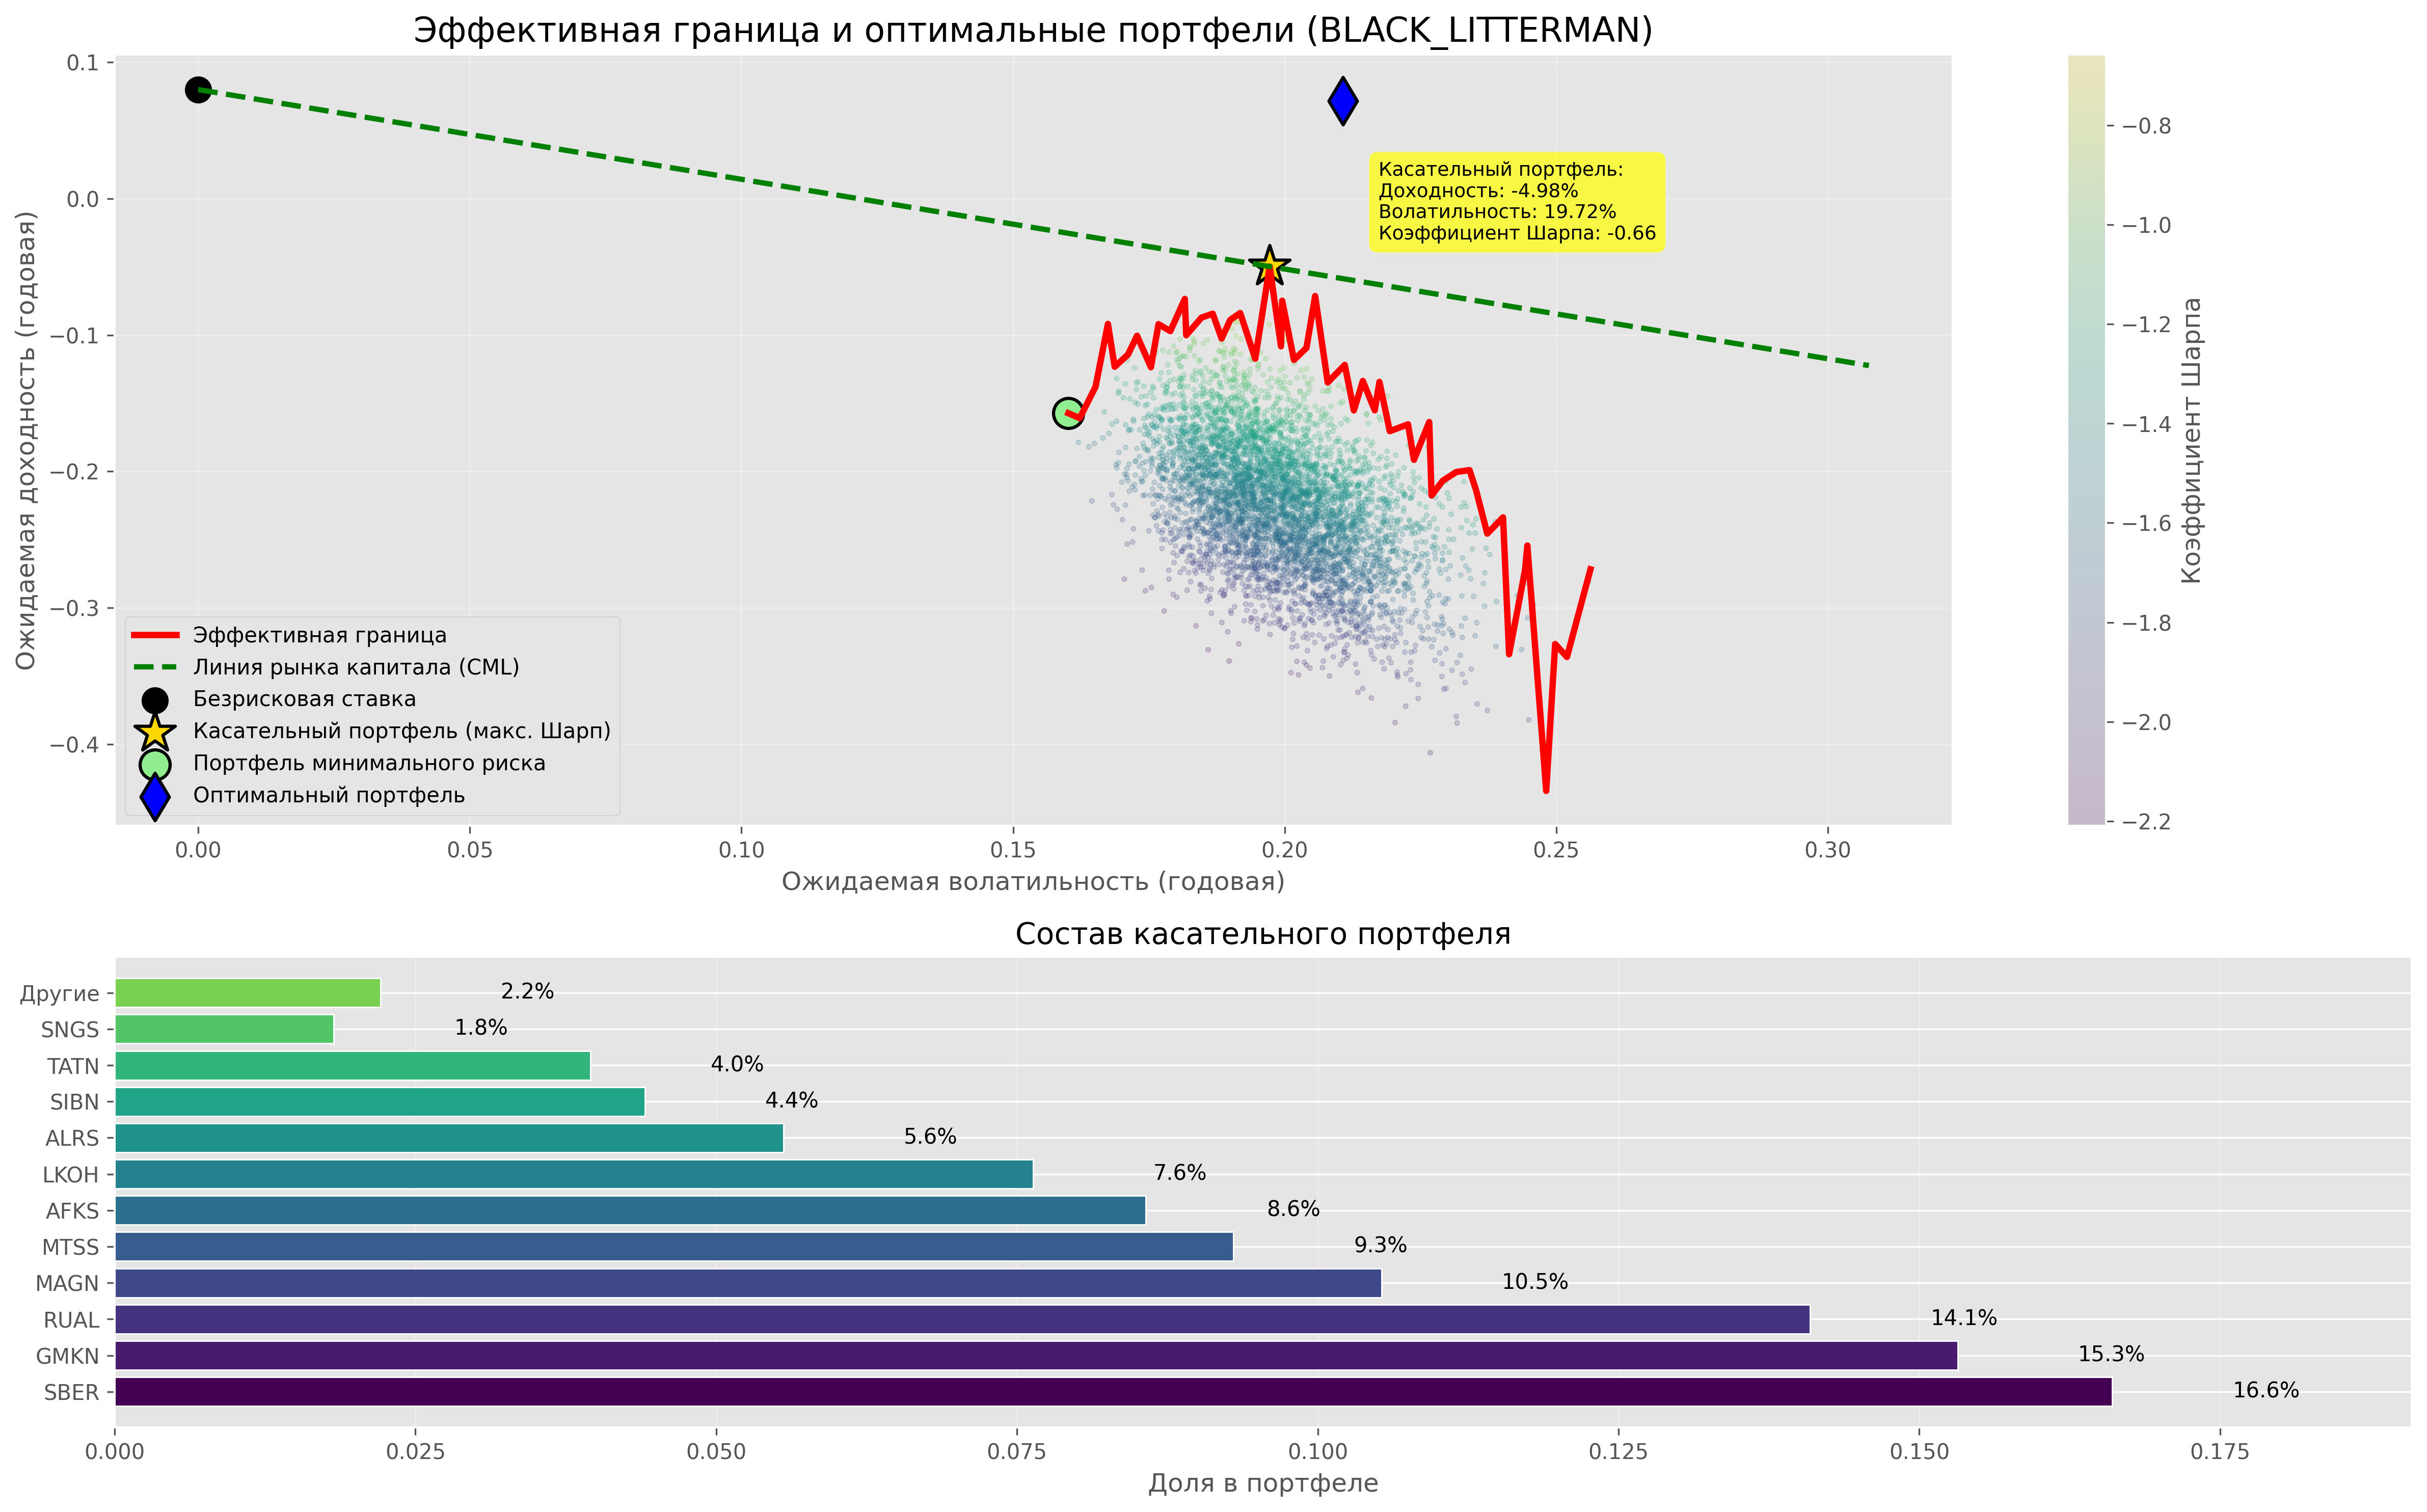 Эффективная граница и оптимальные портфели (BLACK_LITTERMAN)
Ожидаемая доходность (годовая)
0.1
0.0
−0.1
−0.2
−0.3
−0.4
Касательный портфель:
Доходность: -4.98%
Волатильность: 19.72%
Коэффициент Шарпа: -0.66
Эффективная граница
Линия рынка капитала (CML)
Безрисковая ставка
Касательный портфель (макс. Шарп)
Портфель минимального риска
Оптимальный портфель
0.00 0.05 0.10 0.15 0.20 0.25 0.30
Ожидаемая волатильность (годовая)
−0.8
−1.0
−1.2
−1.4
−1.6
−1.8
−2.0
−2.2
Коэффициент Шарпа
Состав касательного портфеля
Другие 2.2%
SNGS 1.8%
TATN 4.0%
SIBN 4.4%
ALRS 5.6%
LKOH 7.6%
AFKS 8.6%
MTSS 9.3%
MAGN 10.5%
RUAL 14.1%
GMKN 15.3%
SBER 16.6%
0.000 0.025 0.050 0.075 0.100 0.125 0.150 0.175
Доля в портфеле